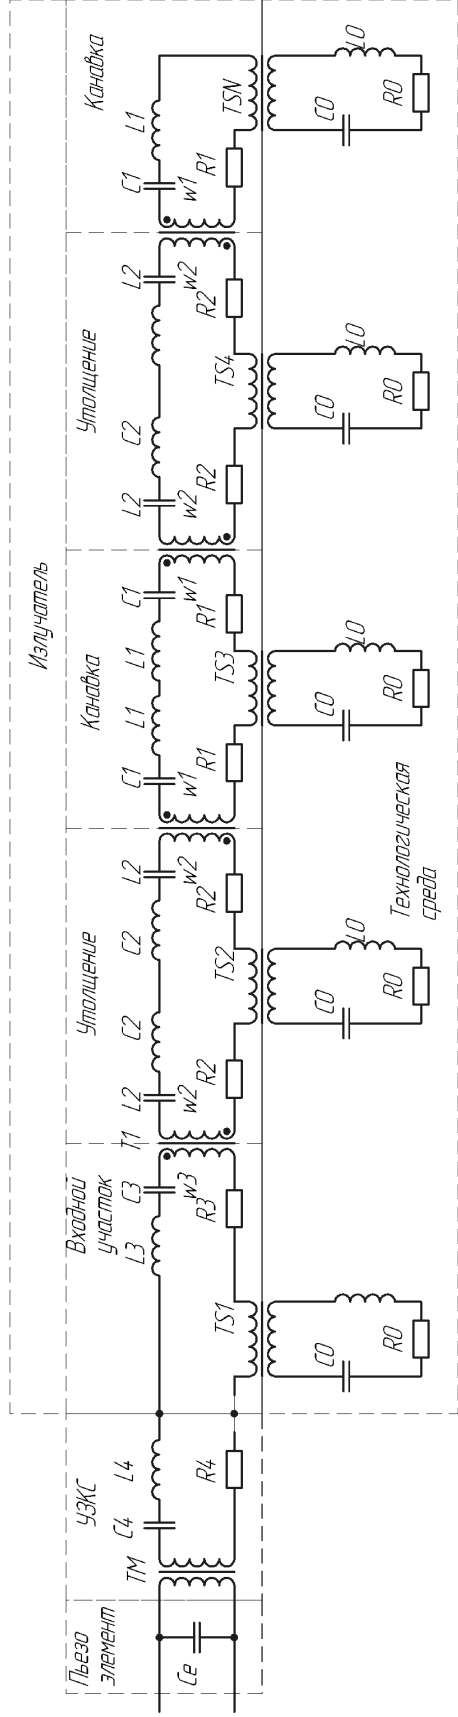 Излучатель
Пьезо
элемент
Ce
УЗКС
TM
C4
L4
R4
Входной
участок
L3
C3
w3
R3
TS1
T1
Утолщение
L2
C2
C2
L2
w2
w2
R2
R2
TS2
Канавка
C1
L1
L1
C1
w1
w1
R1
R1
TS3
Утолщение
L2
C2
L2
w2
w2
R2
R2
TS4
Канавка
C1
L1
w1
R1
TSN
C0
R0
C0
L0
R0
Технологическая
среда
C0
L0
R0
C0
L0
R0
C0
L0
R0